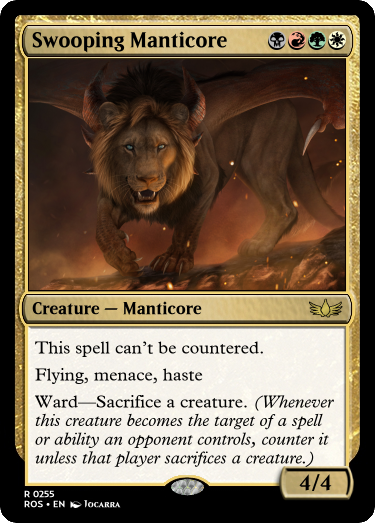 Swooping Manticore
Creature — Manticore
This spell can't be countered.
Flying, menace, haste
Ward—Sacrifice a creature. (Whenever
this creature becomes the target of a spell
or ability an opponent controls, counter it
unless that player sacrifices a creature.)
4/4
R 0255
ROS • EN Jocarra